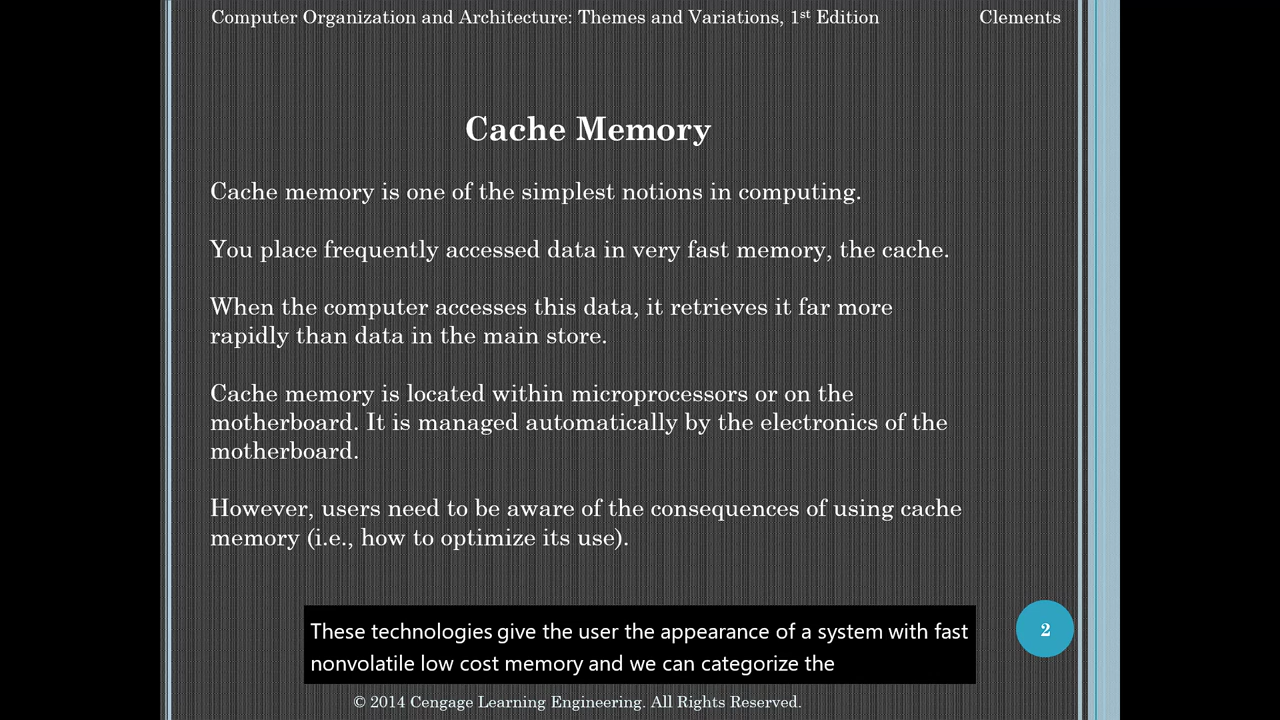 Computer Organization and Architecture: Themes and Variations, 1st Edition Clements
Cache Memory
Cache memory is one of the simplest notions in computing.
You place frequently accessed data in very fast memory, the cache.
When the computer accesses this data, it retrieves it far more
rapidly than data in the main store.
Cache memory is located within microprocessors or on the
motherboard. It is managed automatically by the electronics of the
motherboard.
However, users need to be aware of the consequences of using cache
memory (i.e., how to optimize its use).
These technologies give the user the appearance of a system with fast
nonvolatile low cost memory and we can categorize the
2
© 2014 Cengage Learning Engineering. All Rights Reserved.